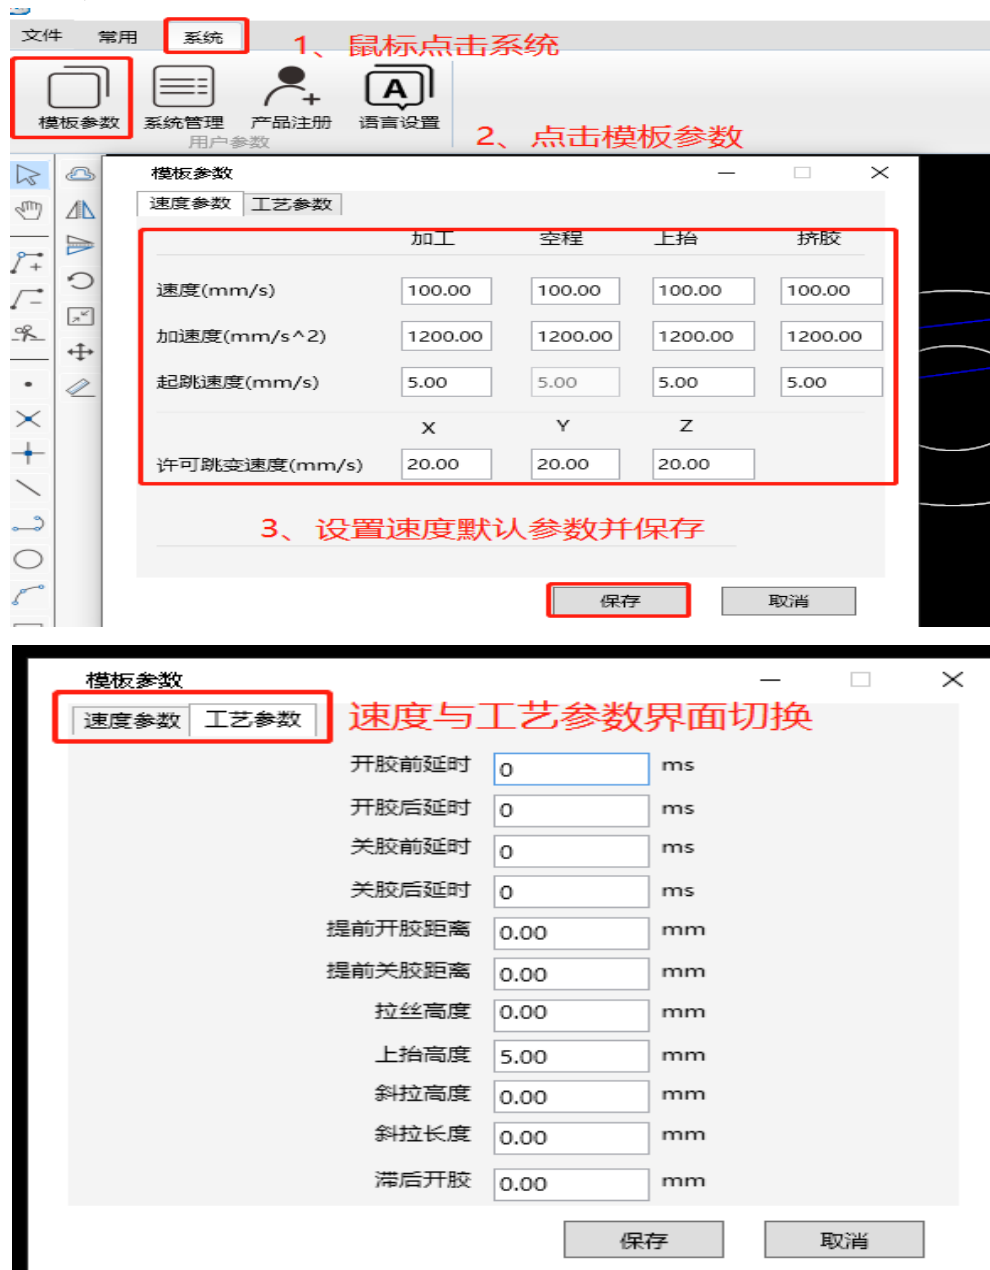 文件 常用 系统
1、鼠标点击系统
模板参数 系统管理 产品注册 语言设置
用户参数
2、点击模板参数
模板参数
速度参数 工艺参数
加工 空程 上抬 挤胶
速度(mm/s) 100.00 100.00 100.00 100.00
加速度(mm/s^2) 1200.00 1200.00 1200.00 1200.00
起跳速度(mm/s) 5.00 5.00 5.00 5.00
X Y Z
许可跳变速度(mm/s) 20.00 20.00 20.00
3、设置速度默认参数并保存
保存 取消
模板参数
速度参数 工艺参数 速度与工艺参数界面切换
开胶前延时 0 ms
开胶后延时 0 ms
关胶前延时 0 ms
关胶后延时 0 ms
提前开胶距离 0.00 mm
提前关胶距离 0.00 mm
拉丝高度 0.00 mm
上抬高度 5.00 mm
斜拉高度 0.00 mm
斜拉长度 0.00 mm
滞后开胶 0.00 mm
保存 取消